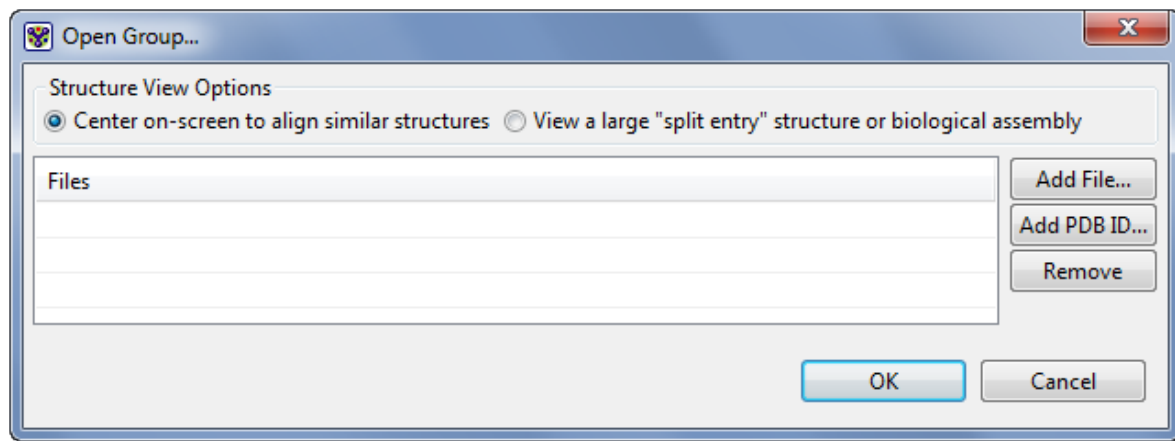 Open Group...
Structure View Options
Center on-screen to align similar structures View a large "split entry" structure or biological assembly
Files
Add File...
Add PDB ID...
Remove
OK Cancel